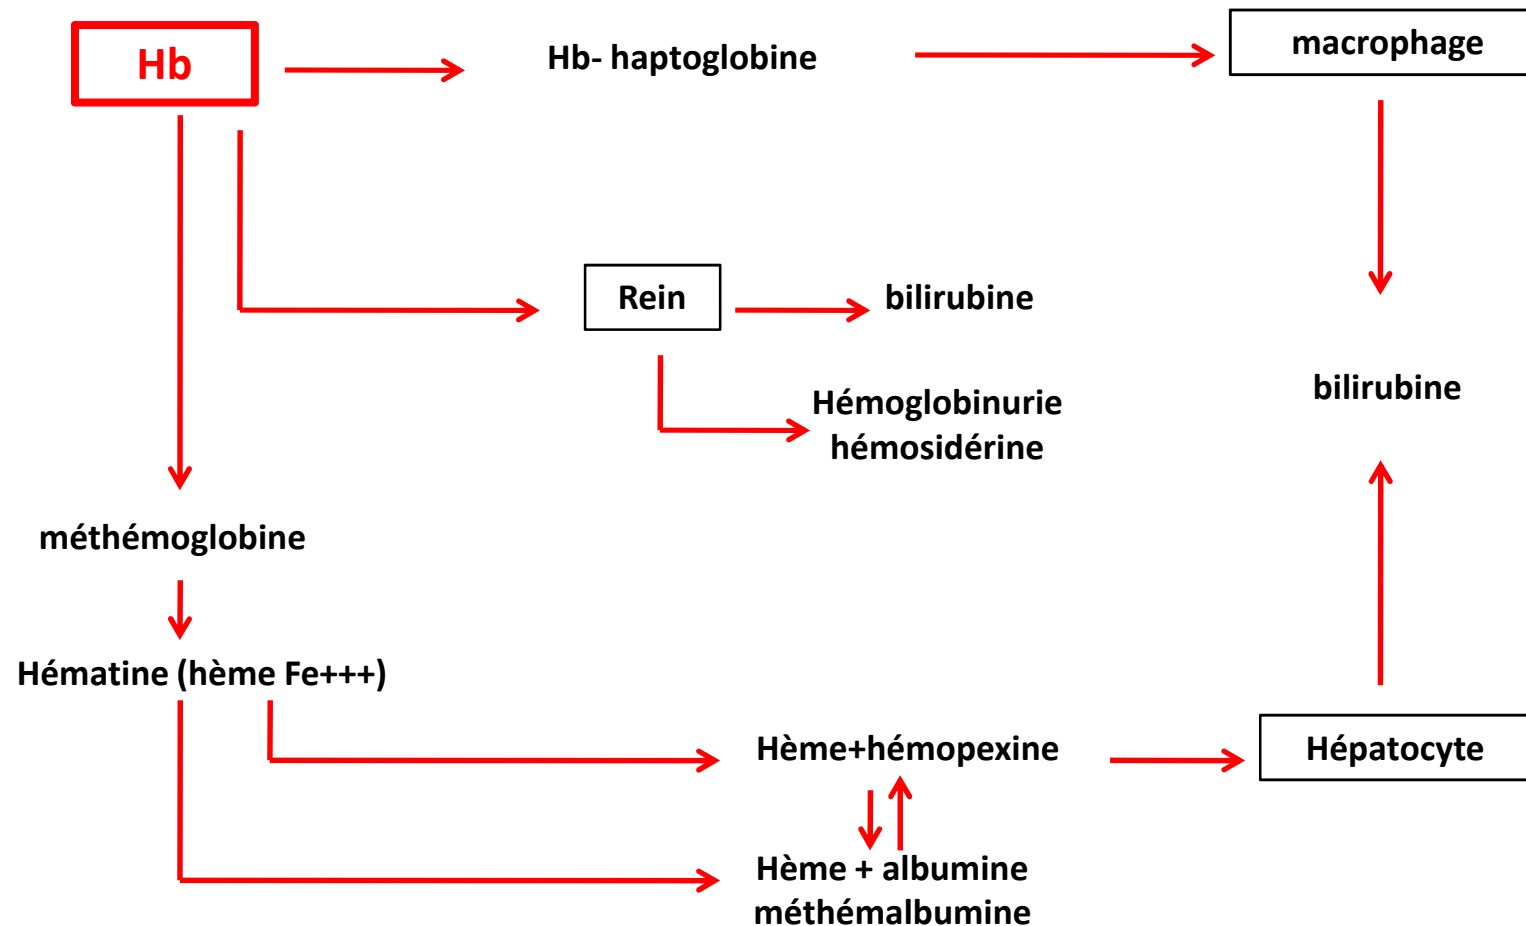 Hb
Hb- haptoglobine
macrophage
Rein
bilirubine
Hémoglobinurie
hémosidérine
bilirubine
méthémoglobine
Hématine (hème Fe+++)
Hème+hémopexine
Hépatocyte
Hème + albumine
méthémalbumine